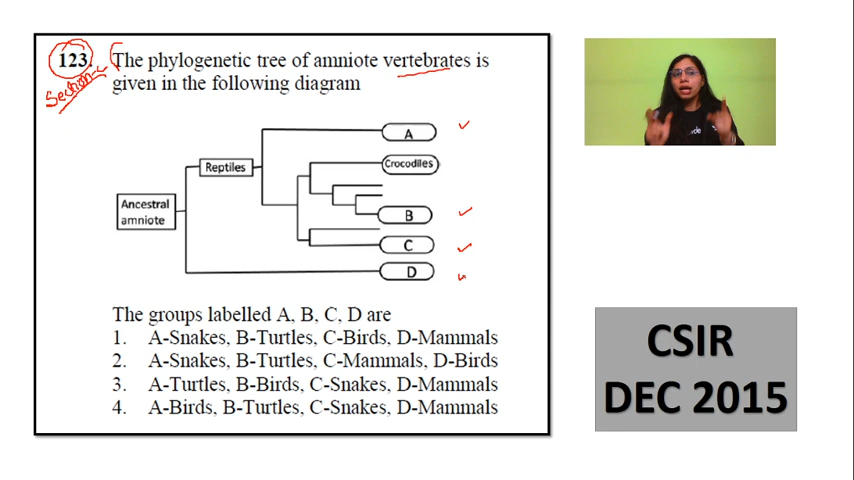 123. The phylogenetic tree of amniote vertebrates is
Section-C
given in the following diagram
A
Crocodiles
Reptiles
Ancestral
amniote
B
C
D
The groups labelled A, B, C, D are
1. A-Snakes, B-Turtles, C-Birds, D-Mammals
2. A-Snakes, B-Turtles, C-Mammals, D-Birds
3. A-Turtles, B-Birds, C-Snakes, D-Mammals
4. A-Birds, B-Turtles, C-Snakes, D-Mammals
CSIR
DEC 2015